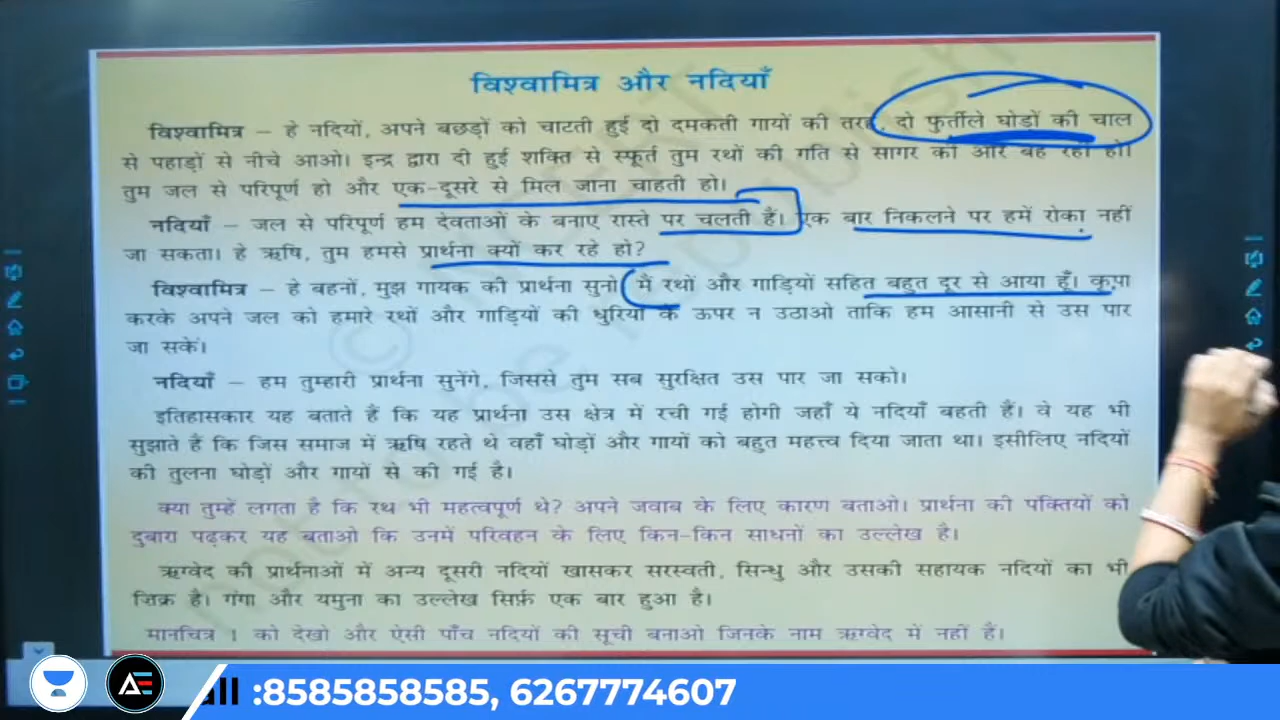 विश्वामित्र और नदियाँ
विश्वामित्र – हे नदियों, अपने बछड़ों को चाटती हुई दो दमकती गायों की तरह, दो फुर्तीले घोड़ों की चाल
से पहाड़ों से नीचे आओ। इन्द्र द्वारा दी हुई शक्ति से स्फूर्त तुम रथों की गति से सागर की ओर बह रही हो।
तुम जल से परिपूर्ण हो और एक-दूसरे से मिल जाना चाहती हो।
नदियाँ – जल से परिपूर्ण हम देवताओं के बनाए रास्ते पर चलती हैं। एक बार निकलने पर हमें रोका नहीं
जा सकता। हे ऋषि, तुम हमसे प्रार्थना क्यों कर रहे हो?
विश्वामित्र – हे बहनों, मुझ गायक की प्रार्थना सुनो मैं रथों और गाड़ियों सहित बहुत दूर से आया हूँ। कृपा
करके अपने जल को हमारे रथों और गाड़ियों की धुरियों के ऊपर न उठाओ ताकि हम आसानी से उस पार
जा सकें।
नदियाँ – हम तुम्हारी प्रार्थना सुनेंगे, जिससे तुम सब सुरक्षित उस पार जा सको।
इतिहासकार यह बताते हैं कि यह प्रार्थना उस क्षेत्र में रची गई होगी जहाँ ये नदियाँ बहती हैं। वे यह भी
सुझाते हैं कि जिस समाज में ऋषि रहते थे वहाँ घोड़ों और गायों को बहुत महत्त्व दिया जाता था। इसीलिए नदियों
की तुलना घोड़ों और गायों से की गई है।
क्या तुम्हें लगता है कि रथ भी महत्वपूर्ण थे? अपने जवाब के लिए कारण बताओ। प्रार्थना की पंक्तियों को
दुबारा पढ़कर यह बताओ कि उनमें परिवहन के लिए किन-किन साधनों का उल्लेख है।
ऋग्वेद की प्रार्थनाओं में अन्य दूसरी नदियों खासकर सरस्वती, सिन्धु और उसकी सहायक नदियों का भी
ज़िक्र है। गंगा और यमुना का उल्लेख सिर्फ़ एक बार हुआ है।
मानचित्र 1 को देखो और ऐसी पाँच नदियों की सूची बनाओ जिनके नाम ऋग्वेद में नहीं हैं।
all :8585858585, 6267774607